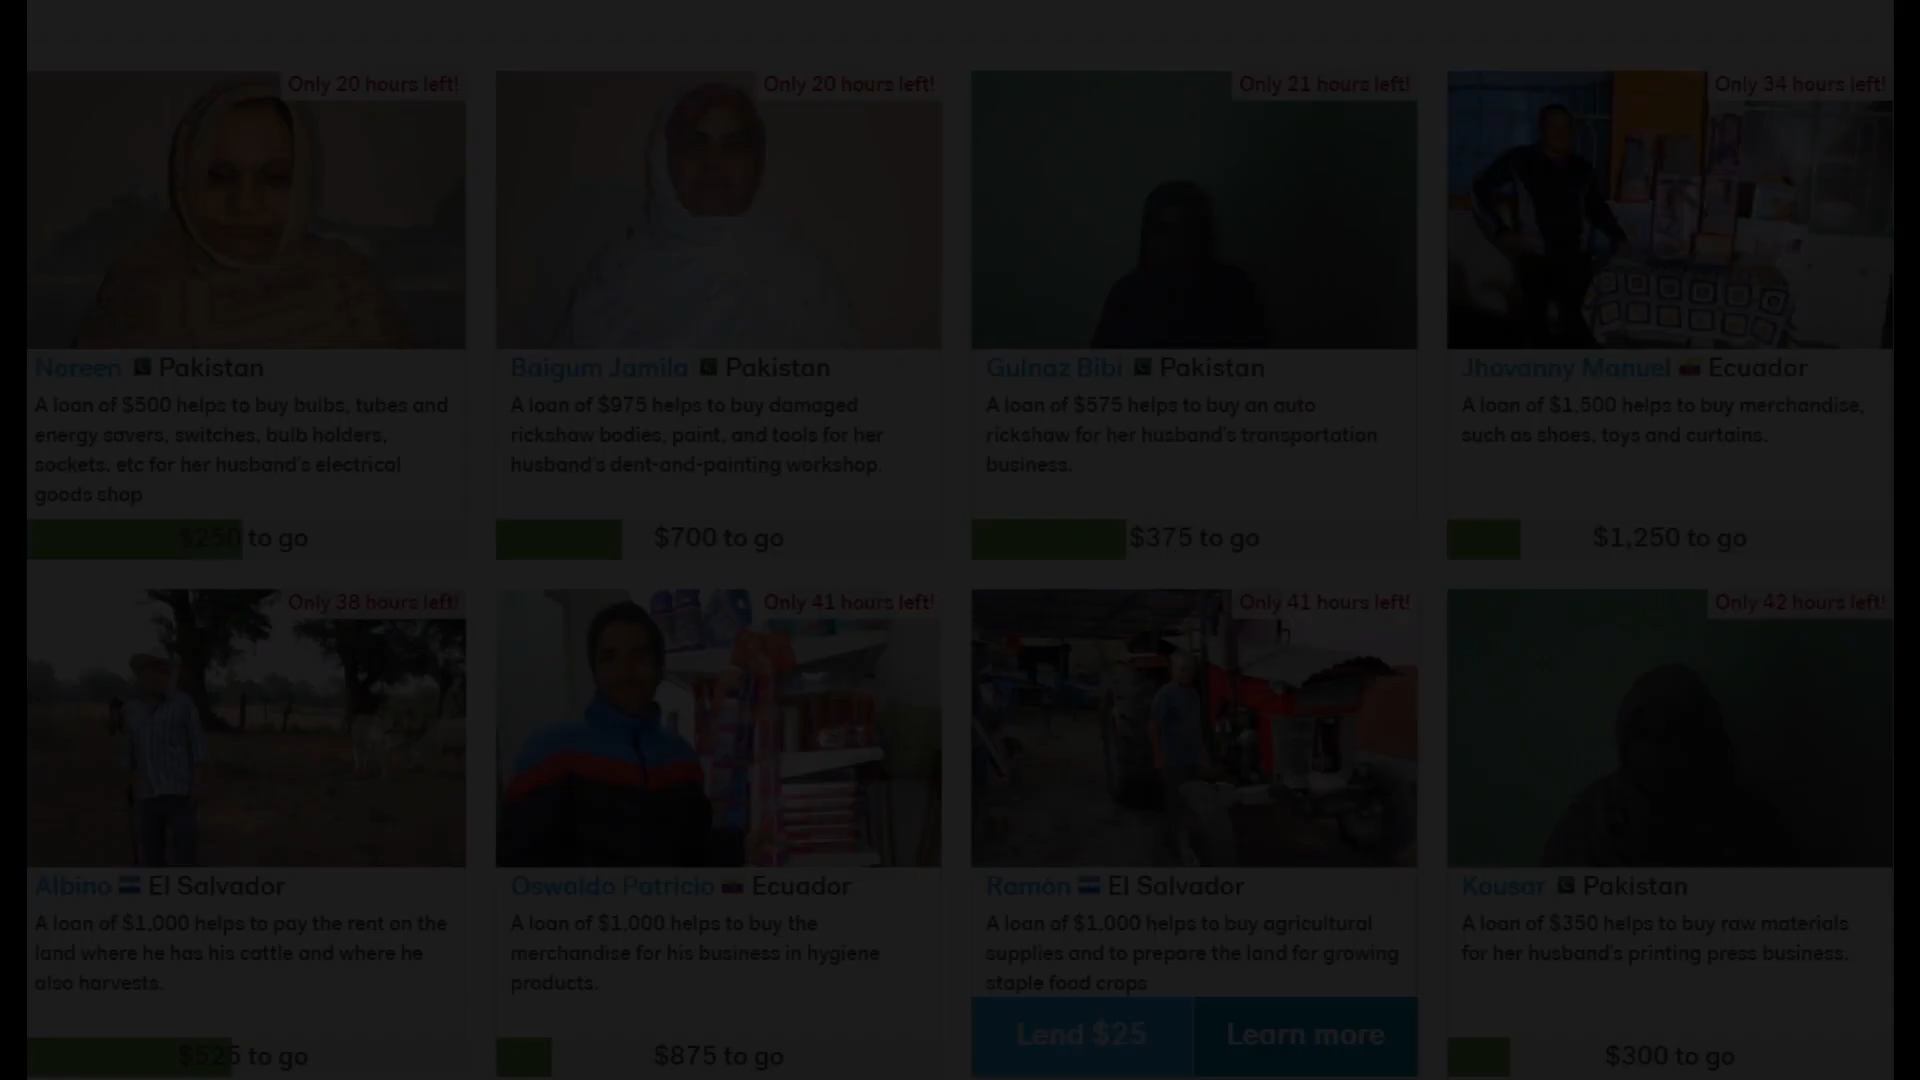 Only 20 hours left!
Only 20 hours left!
Only 21 hours left!
Only 34 hours left!
Noreen Pakistan
Baigum Jamila Pakistan
Gulnaz Bibi Pakistan
Jhovanny Manuel Ecuador
A loan of $500 helps to buy bulbs, tubes and
energy savers, switches, bulb holders,
sockets, etc for her husband's electrical
goods shop
A loan of $975 helps to buy damaged
rickshaw bodies, paint, and tools for her
husband's dent-and-painting workshop.
A loan of $575 helps to buy an auto
rickshaw for her husband's transportation
business.
A loan of $1,500 helps to buy merchandise,
such as shoes, toys and curtains.
$250 to go
$700 to go
$375 to go
$1,250 to go
Only 38 hours left!
Only 41 hours left!
Only 41 hours left!
Only 42 hours left!
Albino El Salvador
Oswaldo Patricio Ecuador
Ramón El Salvador
Kousar Pakistan
A loan of $1,000 helps to pay the rent on the
land where he has his cattle and where he
also harvests.
A loan of $1,000 helps to buy the
merchandise for his business in hygiene
products.
A loan of $1,000 helps to buy agricultural
supplies and to prepare the land for growing
staple food crops
A loan of $350 helps to buy raw materials
for her husband's printing press business.
$525 to go
$875 to go
Lend $25
Learn more
$300 to go